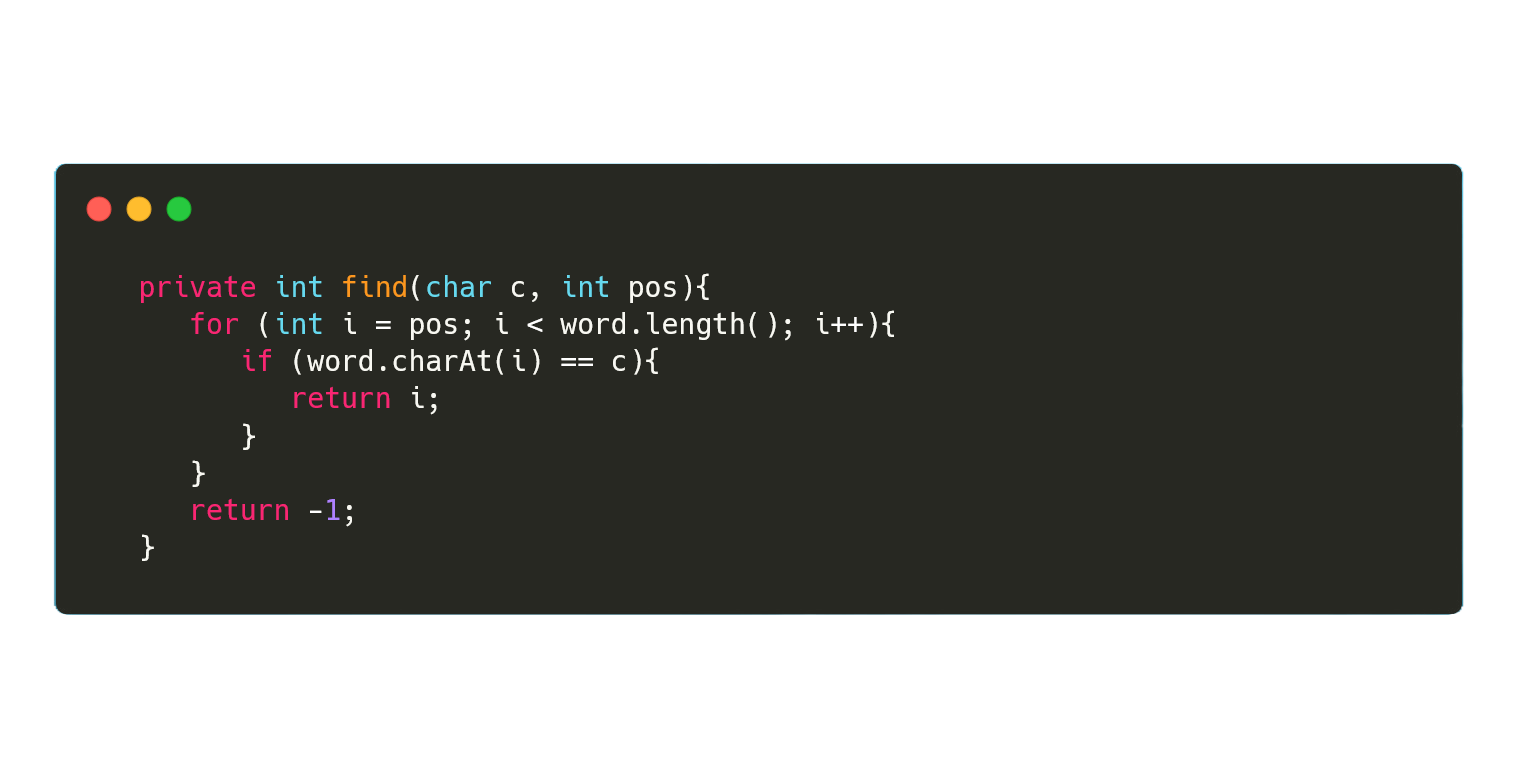 private int find(char c, int pos){
   for (int i = pos; i < word.length(); i++){
      if (word.charAt(i) == c){
         return i;
      }
   }
   return -1;
}